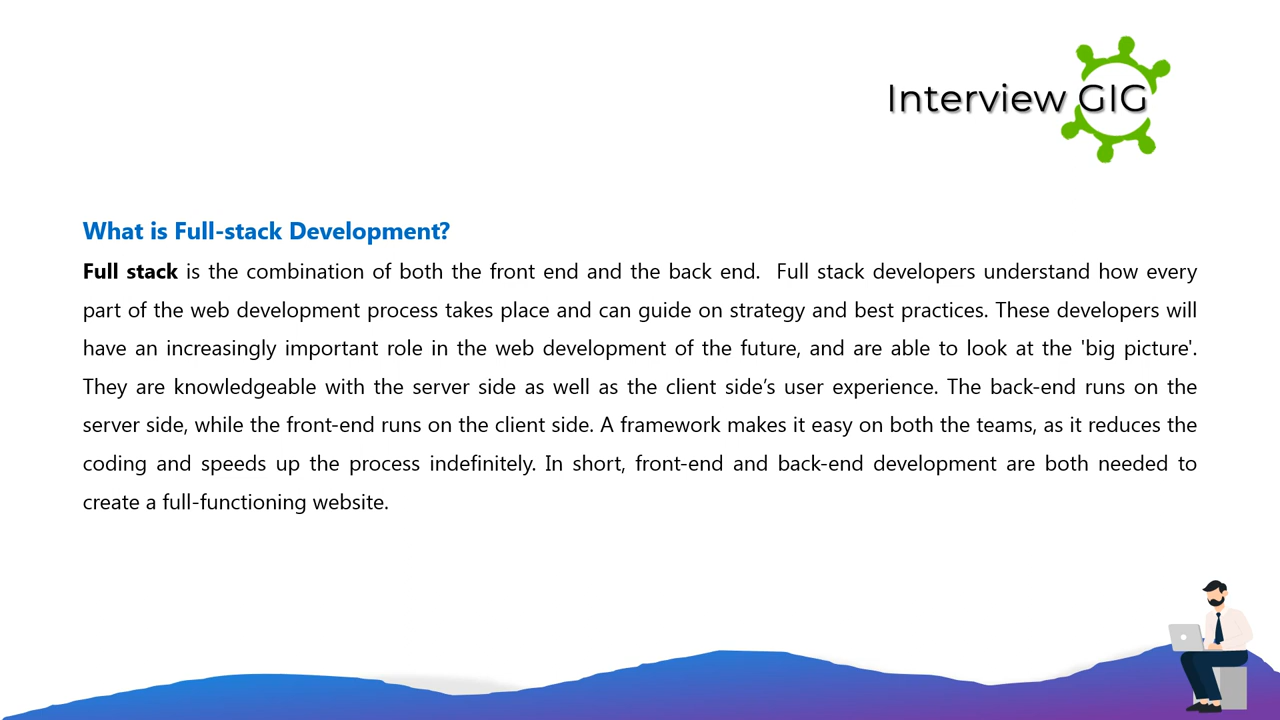 Interview GIG
What is Full-stack Development?
Full stack is the combination of both the front end and the back end.  Full stack developers understand how every
part of the web development process takes place and can guide on strategy and best practices. These developers will
have an increasingly important role in the web development of the future, and are able to look at the 'big picture'.
They are knowledgeable with the server side as well as the client side’s user experience. The back-end runs on the
server side, while the front-end runs on the client side. A framework makes it easy on both the teams, as it reduces the
coding and speeds up the process indefinitely. In short, front-end and back-end development are both needed to
create a full-functioning website.